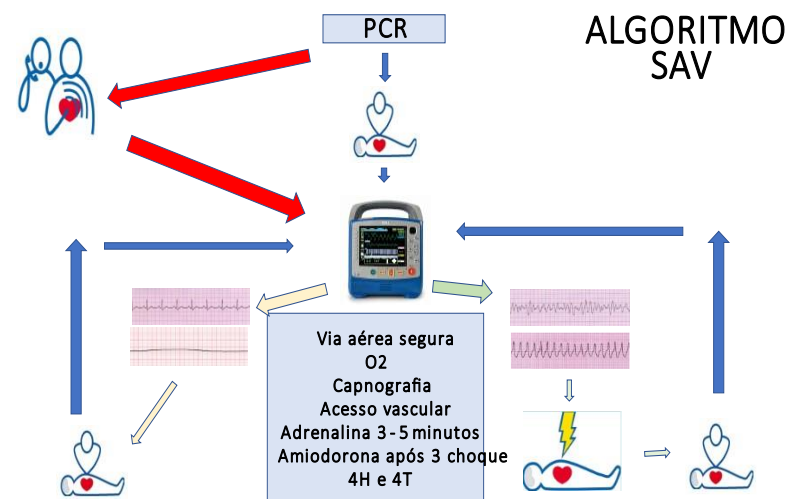 PCR
ALGORITMO
SAV
Via aérea segura
O2
Capnografia
Acesso vascular
Adrenalina 3-5 minutos
Amiodorona após 3 choque
4H e 4T